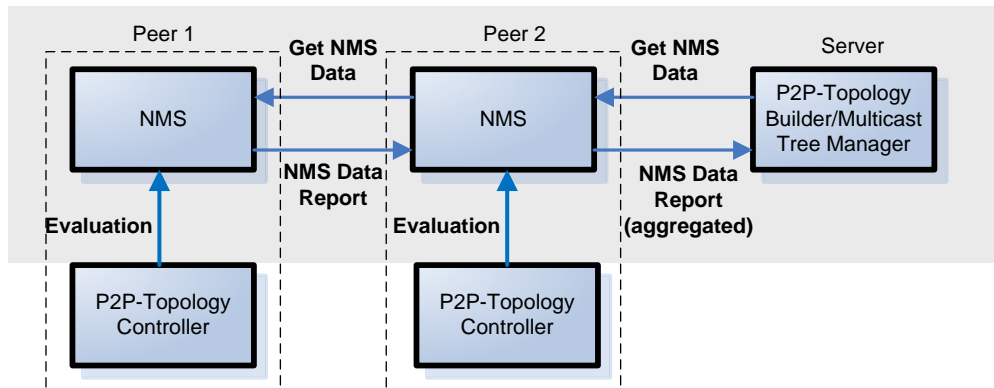 Peer 1
Peer 2
Server
Get NMS
Data
Get NMS
Data
NMS
NMS
P2P-Topology
Builder/Multicast
Tree Manager
NMS Data
Report
NMS Data
Report
(aggregated)
Evaluation
Evaluation
P2P-Topology
Controller
P2P-Topology
Controller